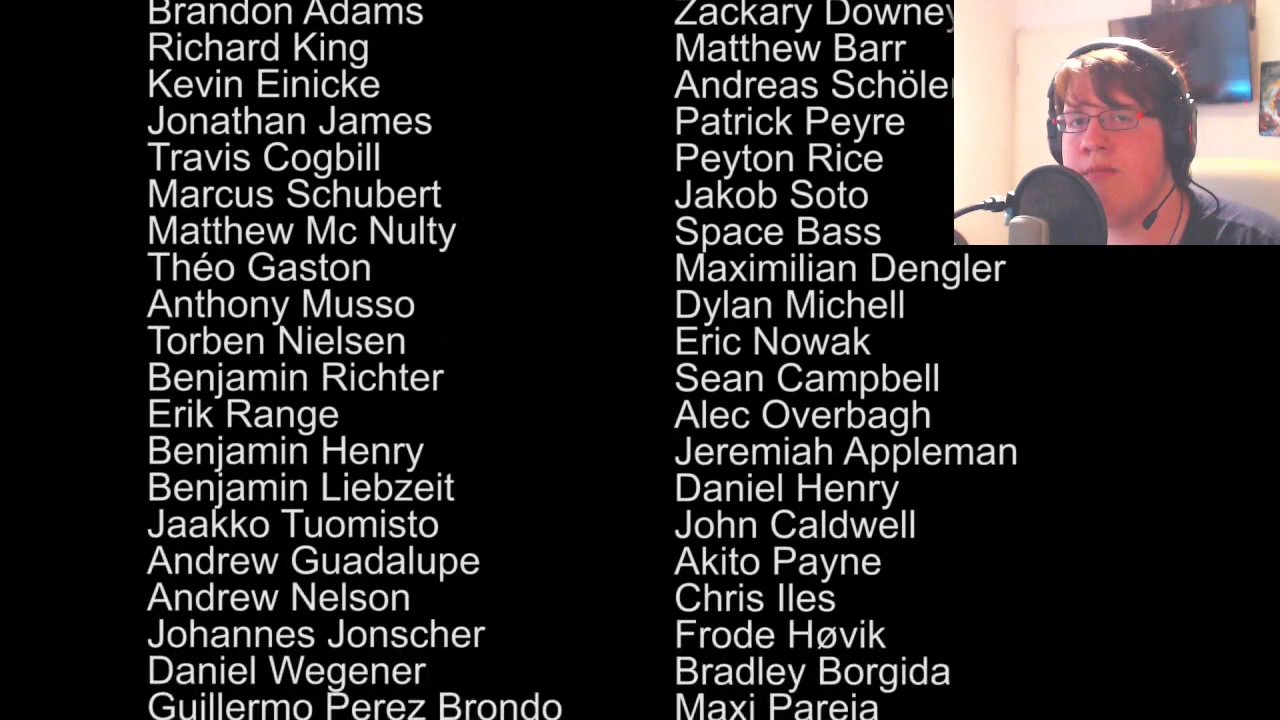 Brandon Adams
Richard King
Kevin Einicke
Jonathan James
Travis Cogbill
Marcus Schubert
Matthew Mc Nulty
Théo Gaston
Anthony Musso
Torben Nielsen
Benjamin Richter
Erik Range
Benjamin Henry
Benjamin Liebzeit
Jaakko Tuomisto
Andrew Guadalupe
Andrew Nelson
Johannes Jonscher
Daniel Wegener
Guillermo Perez Brondo
Zackary Downey
Matthew Barr
Andreas Schöler
Patrick Peyre
Peyton Rice
Jakob Soto
Space Bass
Maximilian Dengler
Dylan Michell
Eric Nowak
Sean Campbell
Alec Overbagh
Jeremiah Appleman
Daniel Henry
John Caldwell
Akito Payne
Chris Iles
Frode Høvik
Bradley Borgida
Maxi Pareja